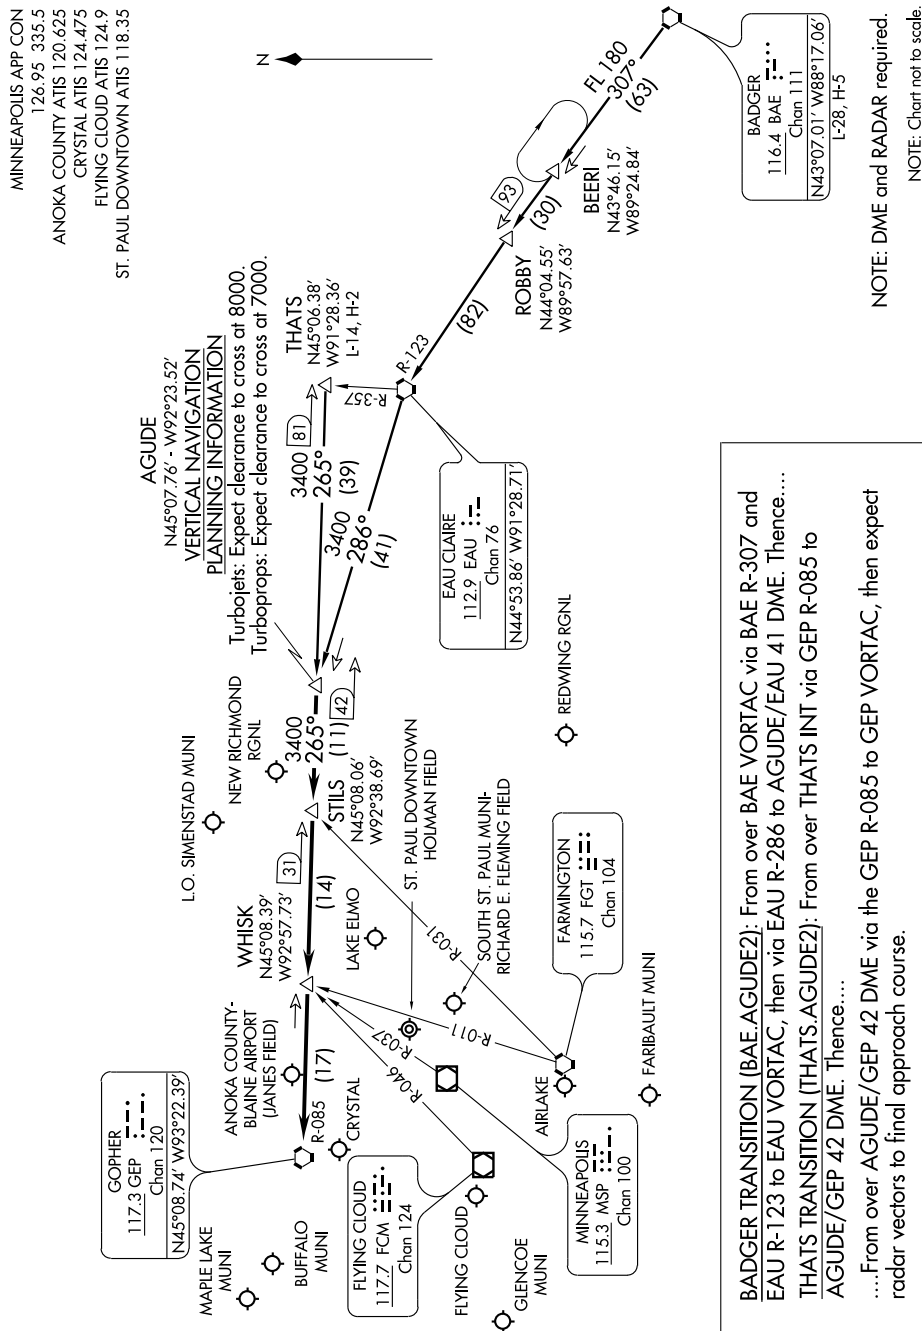 MINNEAPOLIS APP CON
126.95 335.5
ANOKA COUNTY ATIS 120.625
CRYSTAL ATIS 124.475
FLYING CLOUD ATIS 124.9
ST. PAUL DOWNTOWN ATIS 118.35
N
AGUDE
N45°07.76' - W92°23.52'
VERTICAL NAVIGATION
PLANNING INFORMATION
Turbojets: Expect clearance to cross at 8000.
Turboprops: Expect clearance to cross at 7000.
L.O. SIMENSTAD MUNI
NEW RICHMOND
RGNL
GOPHER
117.3 GEP
Chan 120
N45°08.74' W93°22.39'
MAPLE LAKE
MUNI
BUFFALO
MUNI
ANOKA COUNTY-
BLAINE AIRPORT
(JANES FIELD)
R-085
(17)
CRYSTAL
WHISK
N45°08.39'
W92°57.73'
31
(14)
LAKE ELMO
STILS
N45°08.06'
W92°38.69'
3400
265°
(11)
42
3400
265°
(39)
81
THATS
N45°06.38'
W91°28.36'
L-14, H-2
3400
286°
(41)
R-357
R-123
(82)
EAU CLAIRE
112.9 EAU
Chan 76
N44°53.86' W91°28.71'
ROBBY
N44°04.55'
W89°57.63'
93
(30)
BEERI
N43°46.15'
W89°24.84'
FL 180
307°
(63)
BADGER
116.4 BAE
Chan 111
N43°07.01' W88°17.06'
L-28, H-5
ST. PAUL DOWNTOWN
HOLMAN FIELD
SOUTH ST. PAUL MUNI-
RICHARD E. FLEMING FIELD
R-046
R-037
R-011
R-031
REDWING RGNL
FARMINGTON
115.7 FGT
Chan 104
AIRLAKE
FARIBAULT MUNI
FLYING CLOUD
117.7 FCM
Chan 124
FLYING CLOUD
GLENCOE
MUNI
MINNEAPOLIS
115.3 MSP
Chan 100
NOTE: DME and RADAR required.
NOTE: Chart not to scale.
BADGER TRANSITION (BAE.AGUDE2): From over BAE VORTAC via BAE R-307 and
EAU R-123 to EAU VORTAC, then via EAU R-286 to AGUDE/EAU 41 DME. Thence....
THATS TRANSITION (THATS.AGUDE2): From over THATS INT via GEP R-085 to
AGUDE/GEP 42 DME. Thence....
....From over AGUDE/GEP 42 DME via the GEP R-085 to GEP VORTAC, then expect
radar vectors to final approach course.